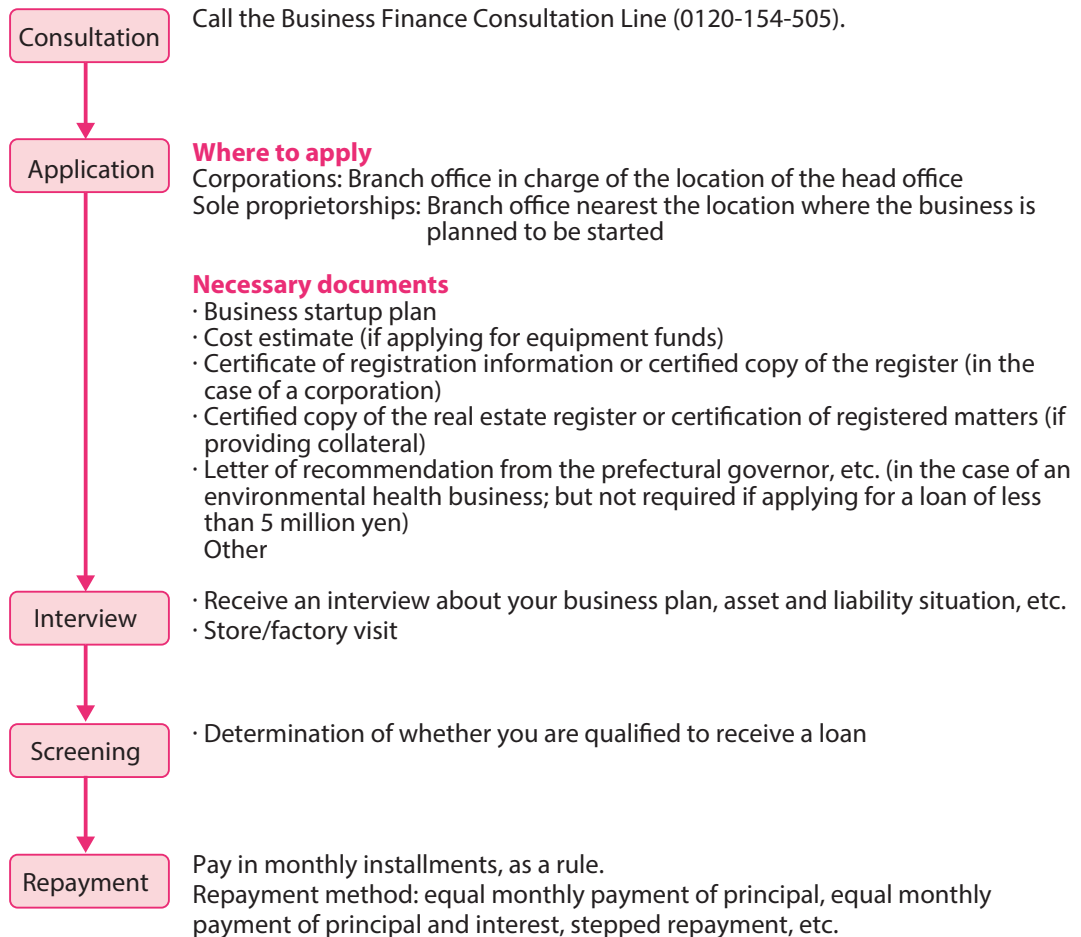 Consultation
Call the Business Finance Consultation Line (0120-154-505).
Application
Where to apply
Corporations: Branch office in charge of the location of the head office
Sole proprietorships: Branch office nearest the location where the business is
planned to be started
Necessary documents
· Business startup plan
· Cost estimate (if applying for equipment funds)
· Certificate of registration information or certified copy of the register (in the
case of a corporation)
· Certified copy of the real estate register or certification of registered matters (if
providing collateral)
· Letter of recommendation from the prefectural governor, etc. (in the case of an
environmental health business; but not required if applying for a loan of less
than 5 million yen)
Other
Interview
· Receive an interview about your business plan, asset and liability situation, etc.
· Store/factory visit
Screening
· Determination of whether you are qualified to receive a loan
Repayment
Pay in monthly installments, as a rule.
Repayment method: equal monthly payment of principal, equal monthly
payment of principal and interest, stepped repayment, etc.